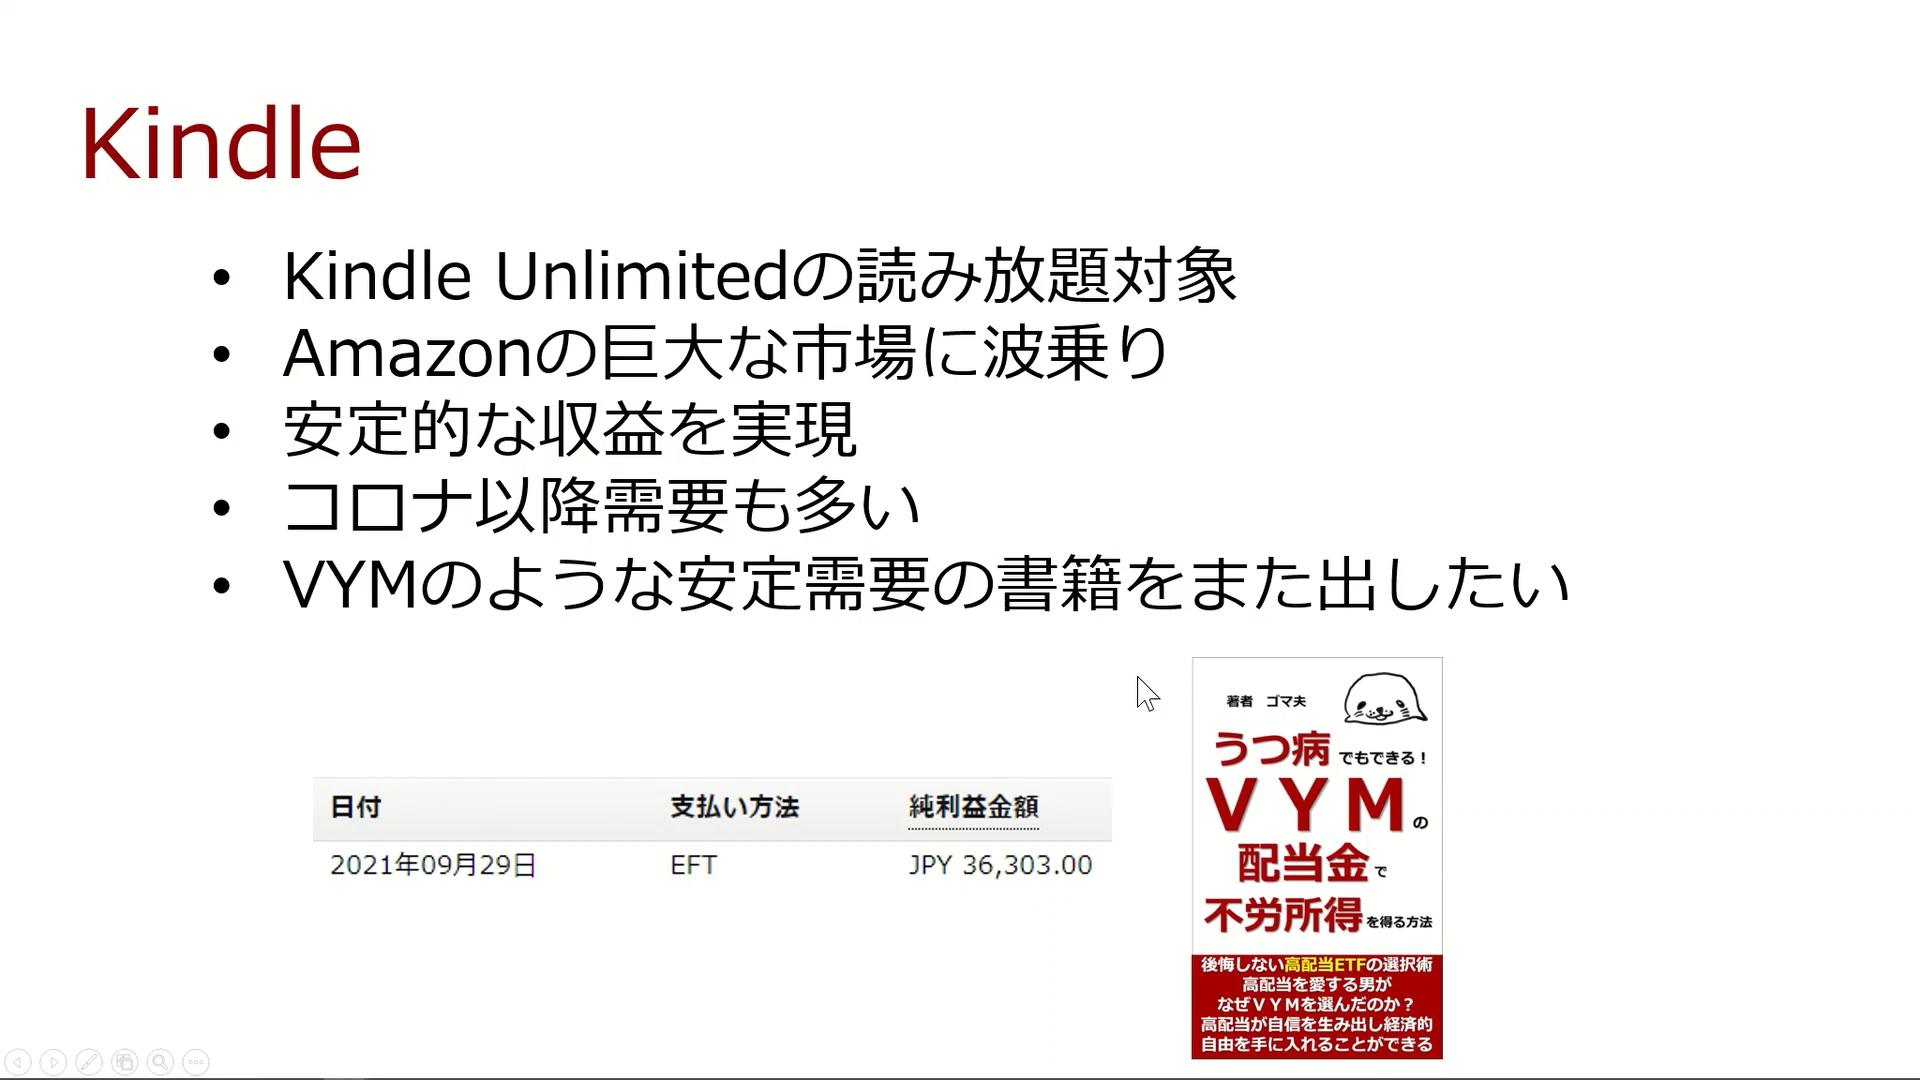 Kindle
• Kindle Unlimitedの読み放題対象
• Amazonの巨大な市場に波乗り
• 安定的な収益を実現
• コロナ以降需要も多い
• VYMのような安定需要の書籍をまた出したい
日付 支払い方法 純利益金額
2021年09月29日 EFT JPY 36,303.00
著者 ゴマ夫
うつ病でもできる！
ＶＹＭの
配当金で
不労所得を得る方法
後悔しない高配当ETFの選択術
高配当を愛する男が
なぜＶＹＭを選んだのか？
高配当が自信を生み出し経済的
自由を手に入れることができる